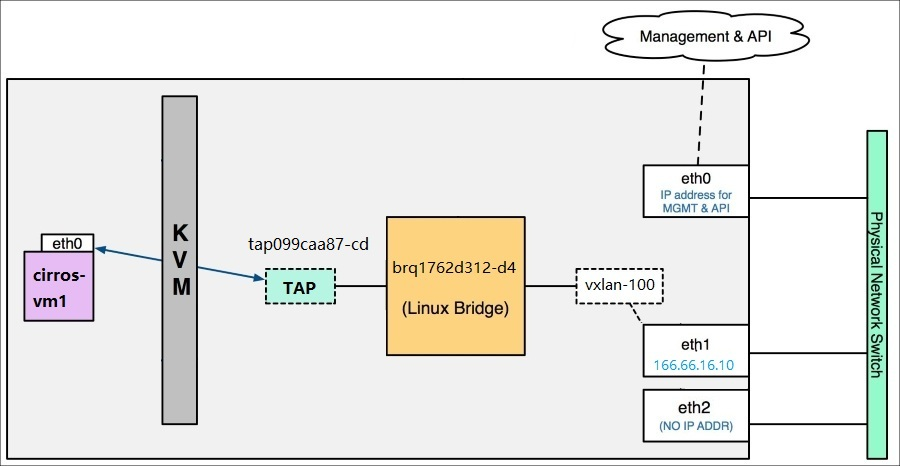 Management & API
eth0
IP address for
MGMT & API
K
V
M
tap099caa87-cd
eth0
cirros-
vm1
TAP
brq1762d312-d4
(Linux Bridge)
vxlan-100
eth1
166.66.16.10
eth2
(NO IP ADDR)
Physical Network Switch